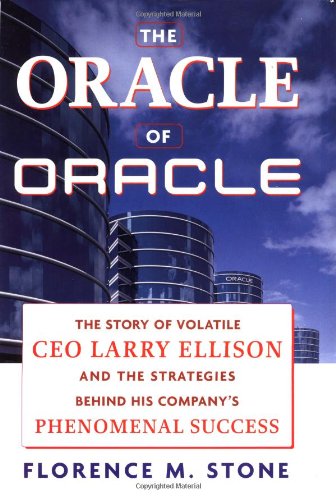 THE
ORACLE
OF
ORACLE
ORACLE
THE STORY OF VOLATILE
CEO LARRY ELLISON
AND THE STRATEGIES
BEHIND HIS COMPANY'S
PHENOMENAL SUCCESS
FLORENCE M. STONE